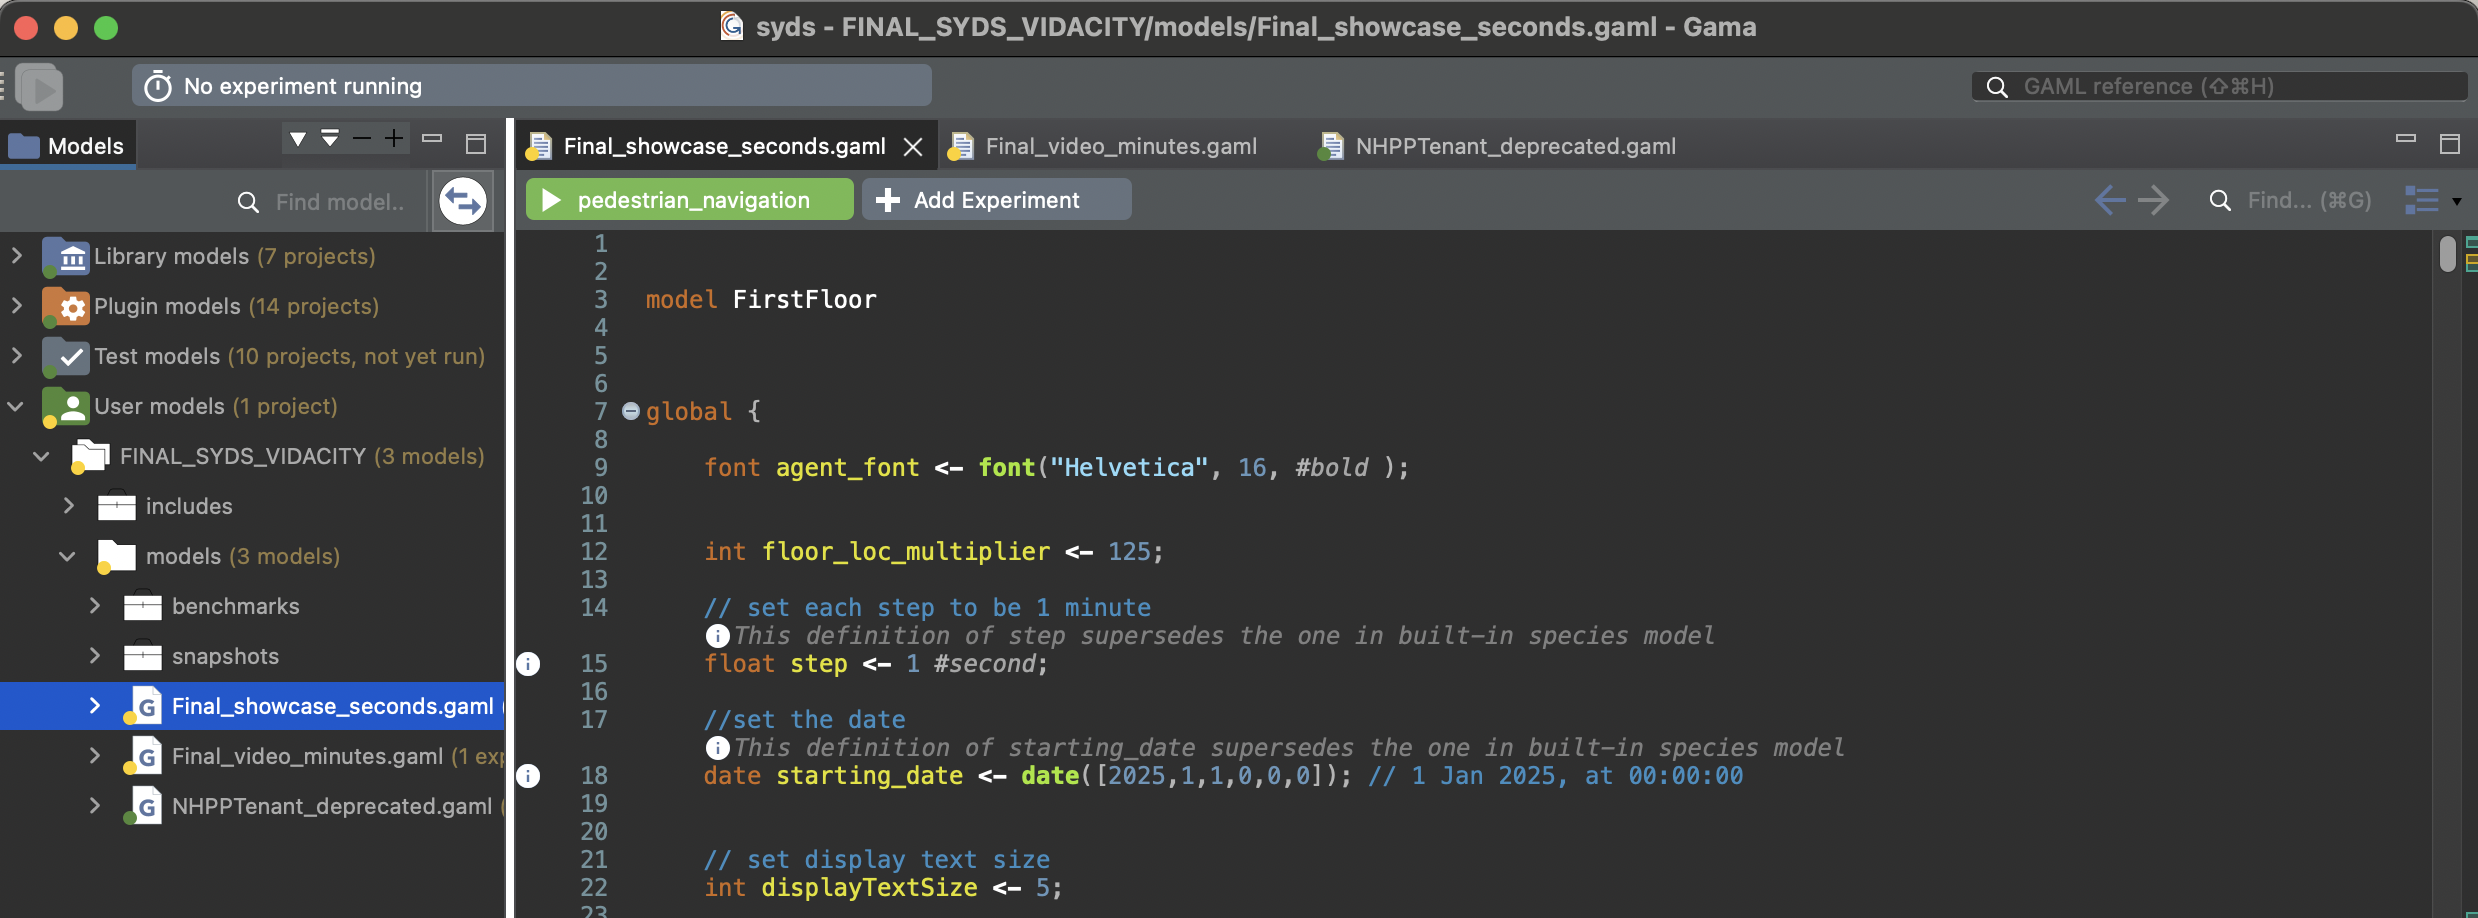 syds - FINAL_SYDS_VIDACITY/models/Final_showcase_seconds.gaml - Gama
No experiment running
GAML reference (⇧⌘H)
Models
Final_showcase_seconds.gaml
Final_video_minutes.gaml
NHPPTenant_deprecated.gaml
Find model..
pedestrian_navigation
Add Experiment
Find... (⌘G)
Library models (7 projects)
Plugin models (14 projects)
Test models (10 projects, not yet run)
User models (1 project)
FINAL_SYDS_VIDACITY (3 models)
includes
models (3 models)
benchmarks
snapshots
Final_showcase_seconds.gaml
Final_video_minutes.gaml (1 exp
NHPPTenant_deprecated.gaml
1
2
3 model FirstFloor
4
5
6
7 global {
8
9 font agent_font <- font("Helvetica", 16, #bold );
10
11
12 int floor_loc_multiplier <- 125;
13
14 // set each step to be 1 minute
This definition of step supersedes the one in built-in species model
15 float step <- 1 #second;
16
17 //set the date
This definition of starting_date supersedes the one in built-in species model
18 date starting_date <- date([2025,1,1,0,0,0]); // 1 Jan 2025, at 00:00:00
19
20
21 // set display text size
22 int displayTextSize <- 5;
23